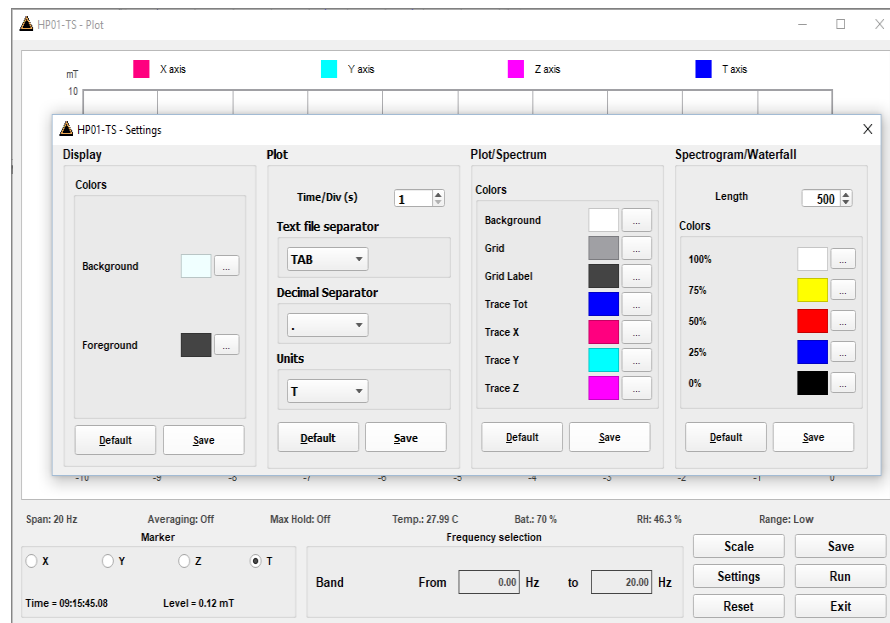 HP01-TS - Plot
mT
X axis
Y axis
Z axis
T axis
10
HP01-TS - Settings
Display
Colors
Background
...
Foreground
...
Default
Save
Plot
Time/Div (s)
1
Text file separator
TAB
Decimal Separator
.
Units
T
Default
Save
Plot/Spectrum
Colors
Background
...
Grid
...
Grid Label
...
Trace Tot
...
Trace X
...
Trace Y
...
Trace Z
...
Default
Save
Spectrogram/Waterfall
Length
500
Colors
100%
...
75%
...
50%
...
25%
...
0%
...
Default
Save
-10 -9 -8 -7 -6 -5 -4 -3 -2 -1 0
Span: 20 Hz Averaging: Off Max Hold: Off Temp.: 27.99 C Bat.: 70 % RH: 46.3 % Range: Low
Marker
X Y Z T
Time = 09:15:45.08 Level = 0.12 mT
Frequency selection
Band From 0.00 Hz to 20.00 Hz
Scale Save
Settings Run
Reset Exit